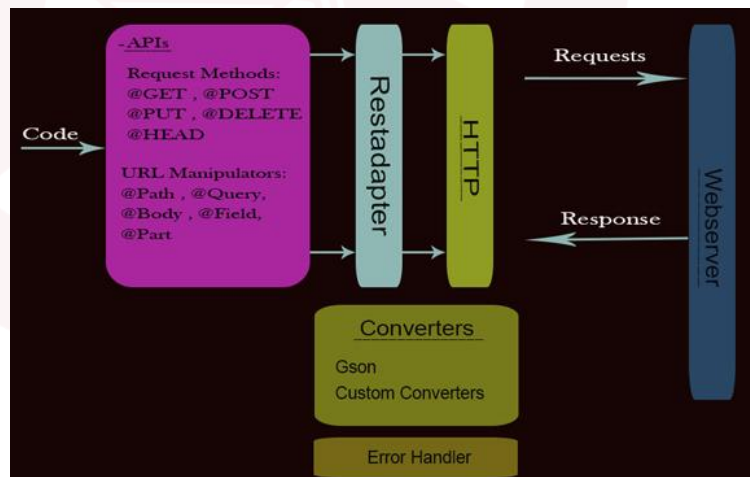 -APIs
Request Methods:
@GET , @POST
@PUT , @DELETE
@HEAD
URL Manipulators:
@Path , @Query,
@Body , @Field,
@Part
Code
Restadapter
HTTP
Requests
Response
Webserver
Converters
Gson
Custom Converters
Error Handler